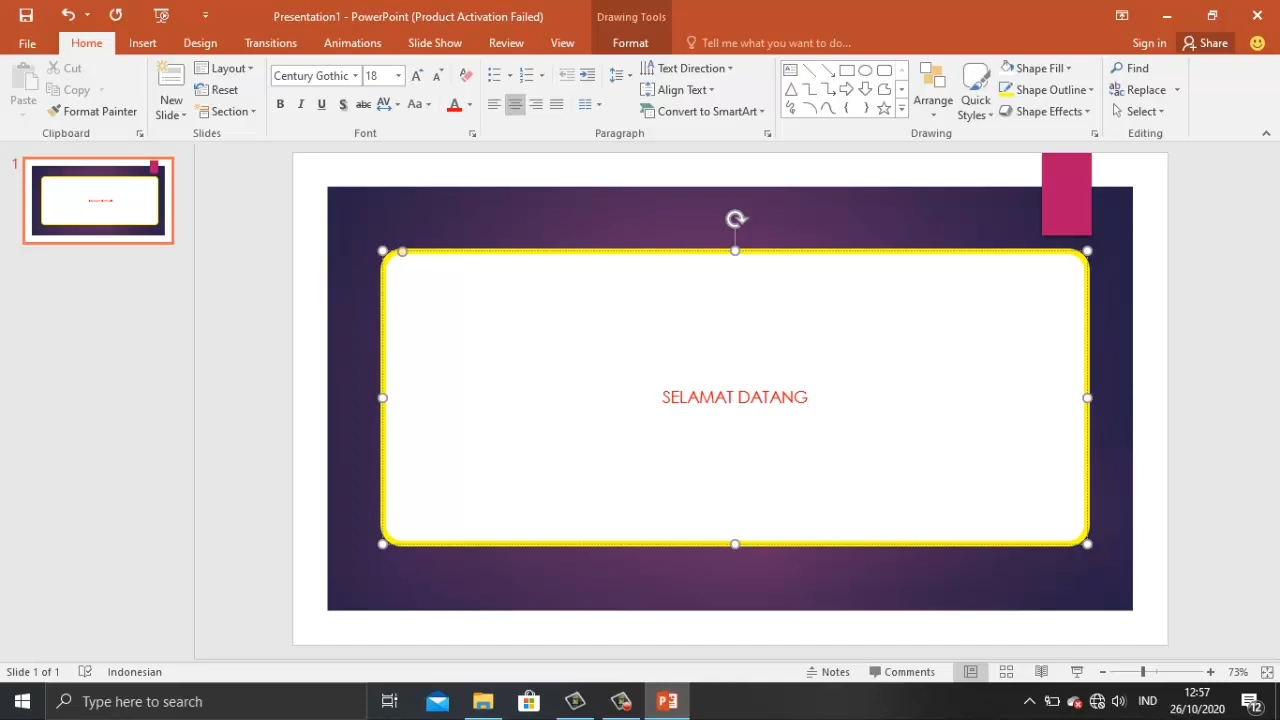 Presentation1 - PowerPoint (Product Activation Failed)
Drawing Tools
File Home Insert Design Transitions Animations Slide Show Review View Format Tell me what you want to do... Sign in Share
Paste
Cut
Copy
Format Painter
Clipboard
New Slide
Layout
Reset
Section
Slides
Century Gothic 18
B I U S abc AV Aa A
Font
Text Direction
Align Text
Convert to SmartArt
Paragraph
Arrange
Quick Styles
Shape Fill
Shape Outline
Shape Effects
Drawing
Find
Replace
Select
Editing
1
SELAMAT DATANG
Slide 1 of 1 Indonesian Notes Comments 73%
Type here to search
IND
12:57
26/10/2020
12